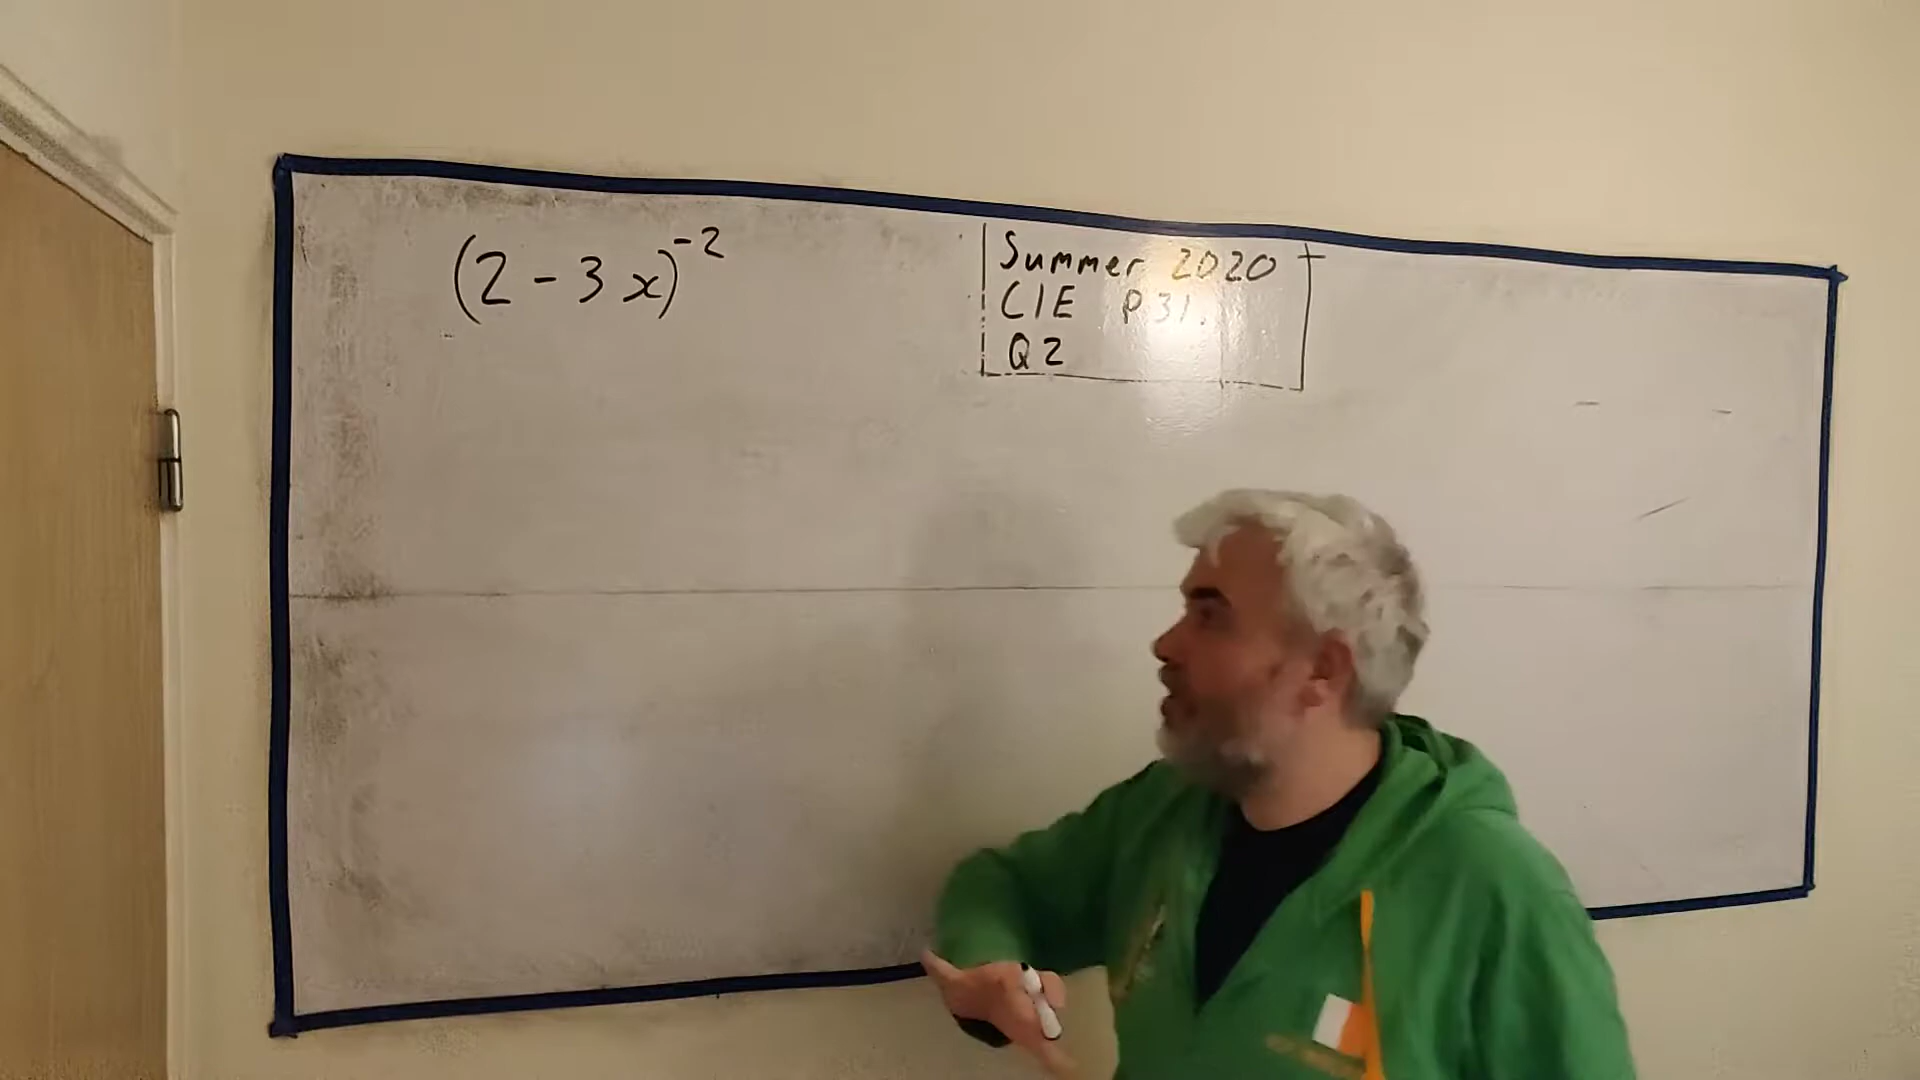 (2 - 3x)⁻²
Summer 2020
CIE P31.
Q2